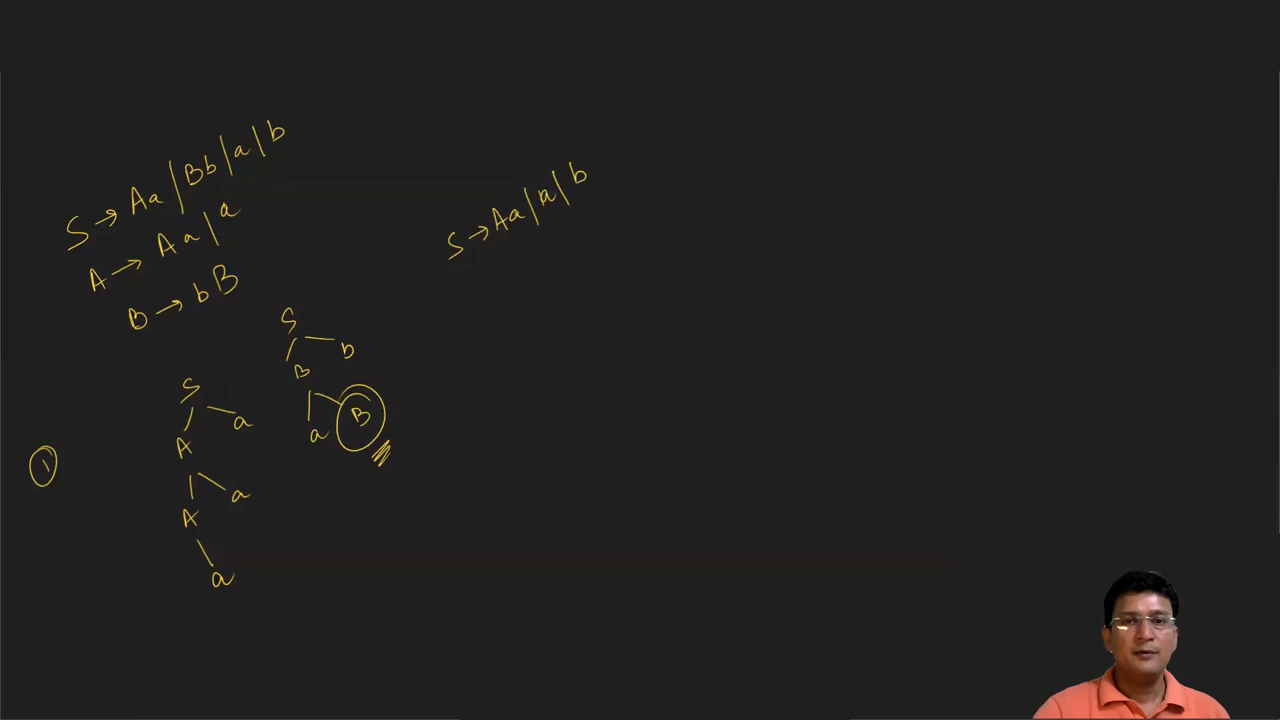 S → Aa | Bb | a | b
A → Aa | a
B → bB
S → Aa | a | b
S
B b
a B
S
A a
A a
a
1